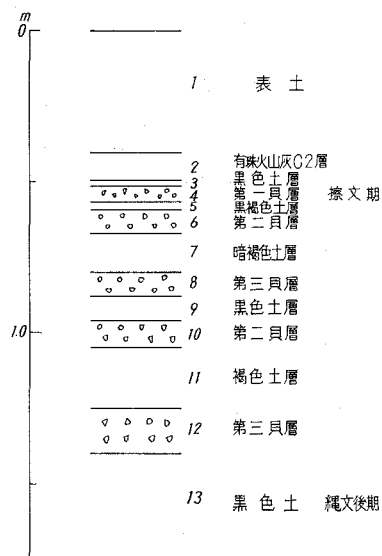 m
0
1 表土
2 有珠火山灰C2層
3 黒色土層
4 第一貝層 擦文期
5 黒褐色土層
6 第二貝層
7 暗褐色土層
8 第三貝層
9 黒色土層
1.0
10 第二貝層
11 褐色土層
12 第三貝層
13 黒色土 縄文後期